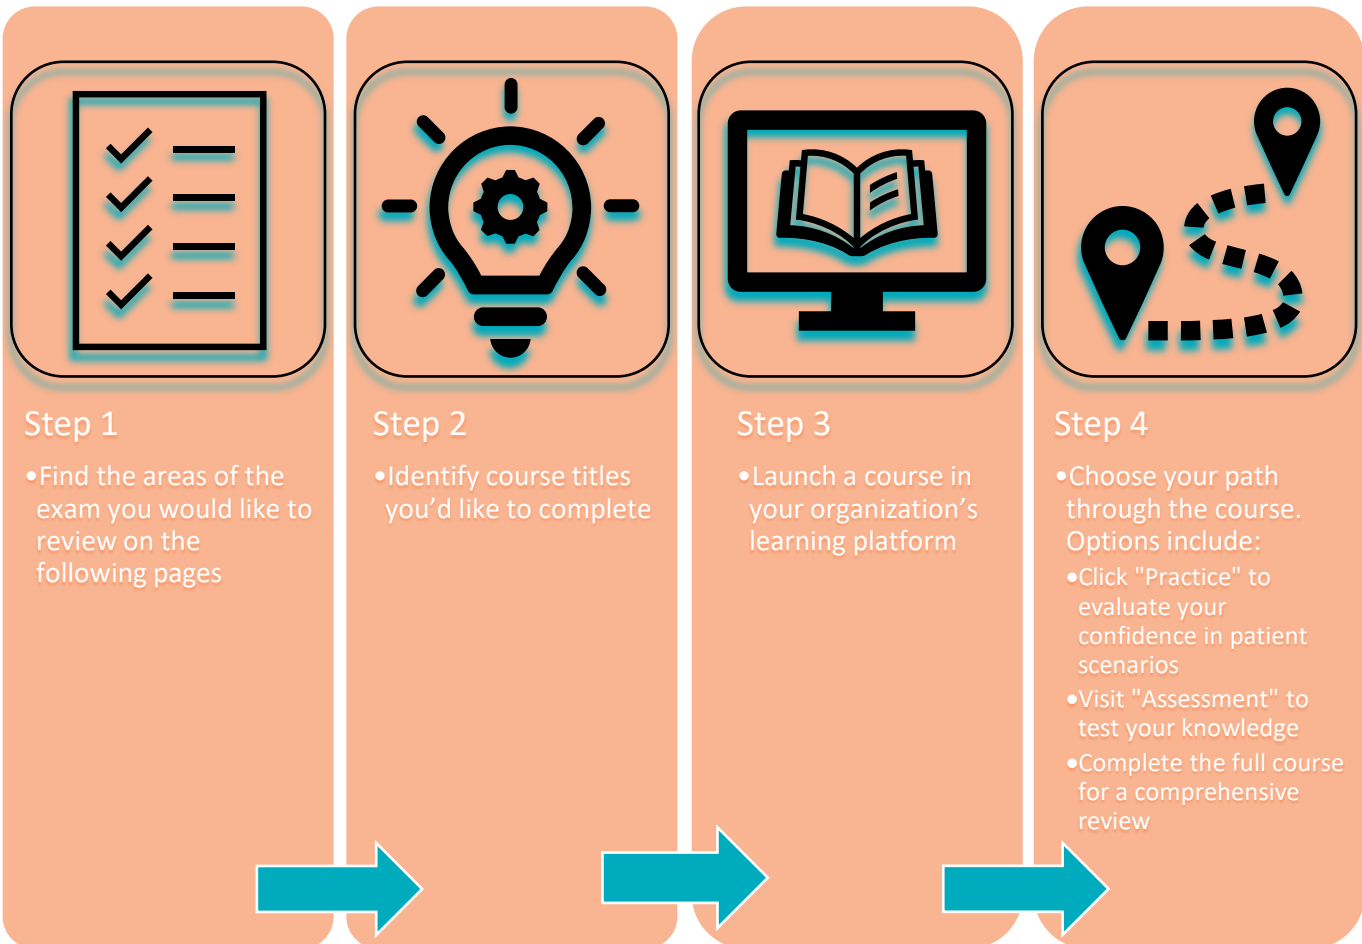 Step 1
•Find the areas of the
exam you would like to
review on the
following pages
Step 2
•Identify course titles
you’d like to complete
Step 3
•Launch a course in
your organization’s
learning platform
Step 4
•Choose your path
through the course.
Options include:
•Click "Practice" to
evaluate your
confidence in patient
scenarios
•Visit "Assessment" to
test your knowledge
•Complete the full course
for a comprehensive
review